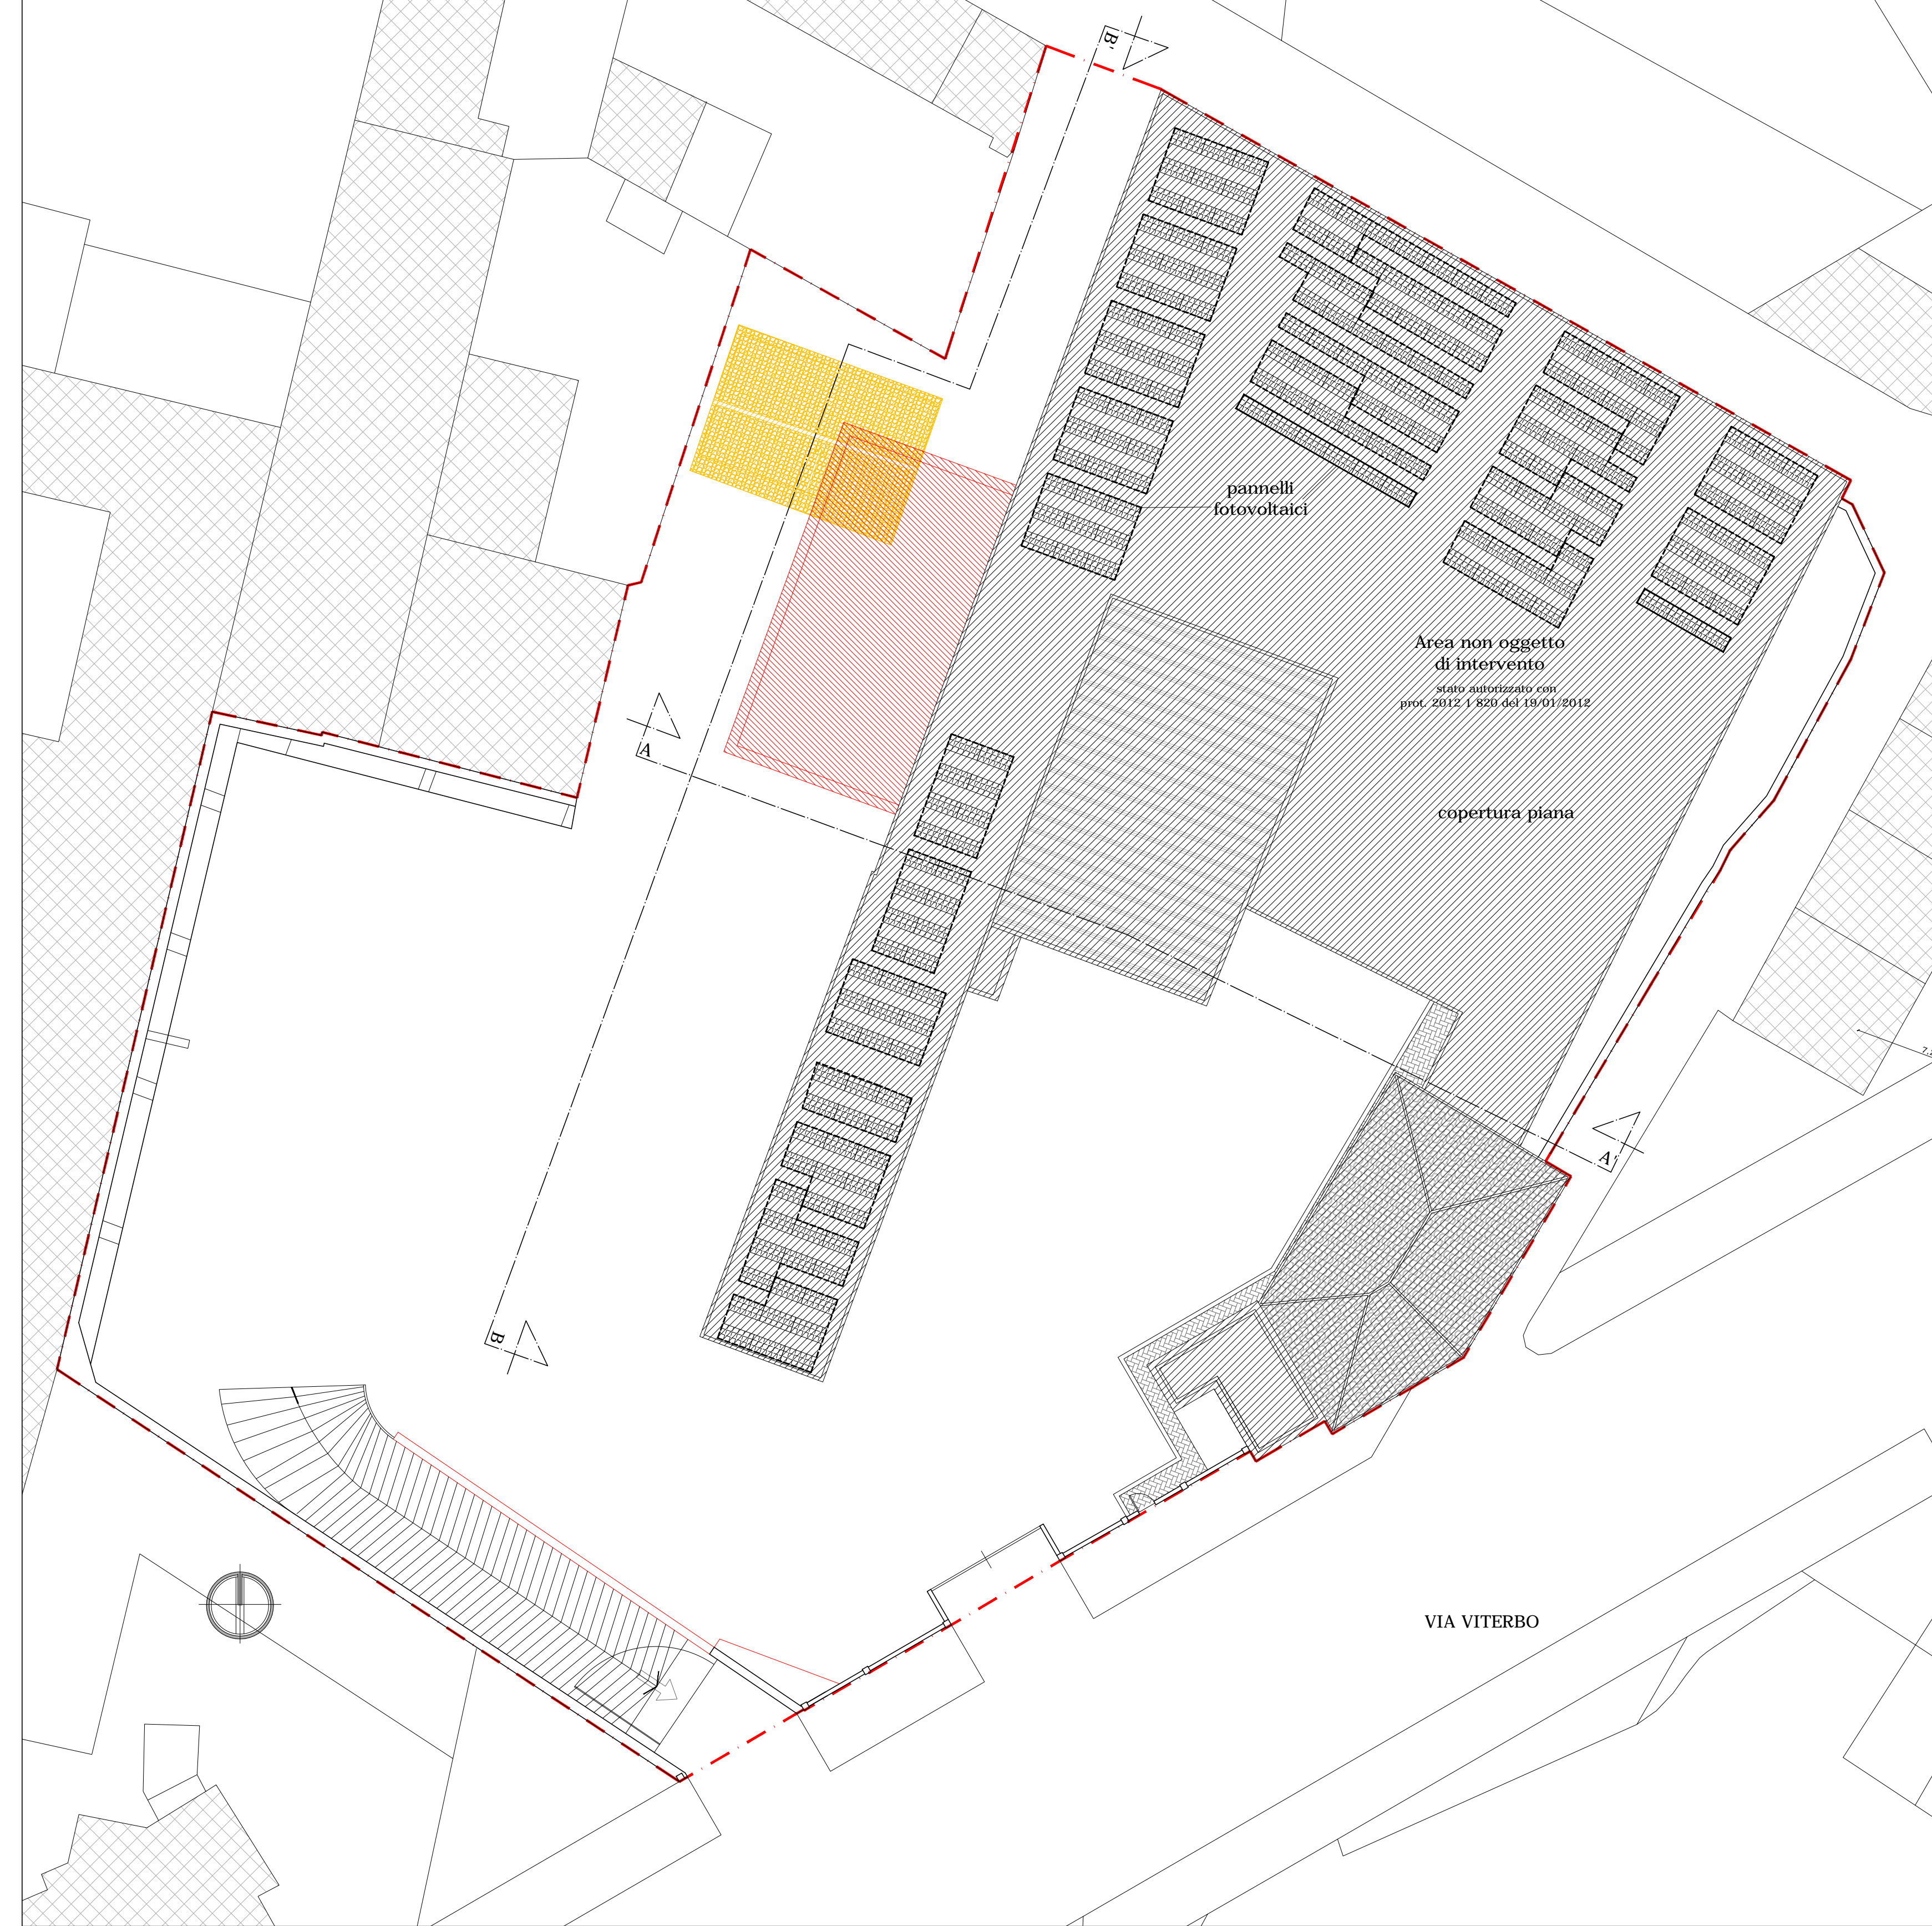 B'
pannelli
fotovoltaici
Area non oggetto
di intervento
stato autorizzato con
prot. 2012 1 820 del 19/01/2012
A
copertura piana
A'
B
VIA VITERBO